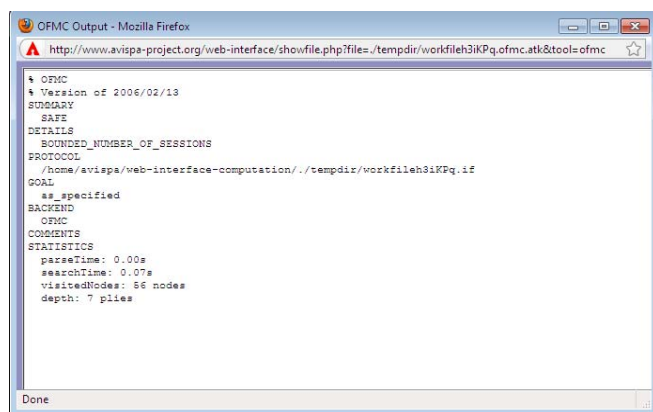 OFMC Output - Mozilla Firefox
http://www.avispa-project.org/web-interface/showfile.php?file=./tempdir/workfileh3iKPq.ofmc.atk&tool=ofmc
% OFMC
% Version of 2006/02/13
SUMMARY
SAFE
DETAILS
BOUNDED_NUMBER_OF_SESSIONS
PROTOCOL
/home/avispa/web-interface-computation/./tempdir/workfileh3iKPq.if
GOAL
as_specified
BACKEND
OFMC
COMMENTS
STATISTICS
parseTime: 0.00s
searchTime: 0.07s
visitedNodes: 56 nodes
depth: 7 plies
Done